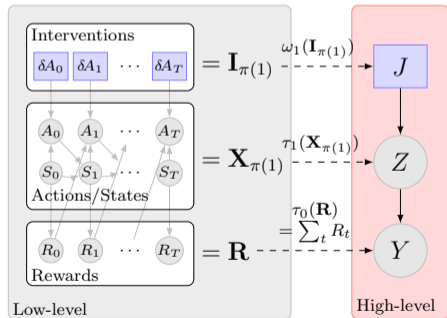 Interventions
δA₀ δA₁ ⋯ δA_T = I_π(1) ω₁(I_π(1)) J
A₀ A₁ ⋯ A_T
= X_π(1) τ₁(X_π(1)) Z
S₀ S₁ ⋯ S_T
Actions/States
R₀ R₁ ⋯ R_T = R τ₀(R) Y
= ∑_t R_t
Rewards
Low-level High-level